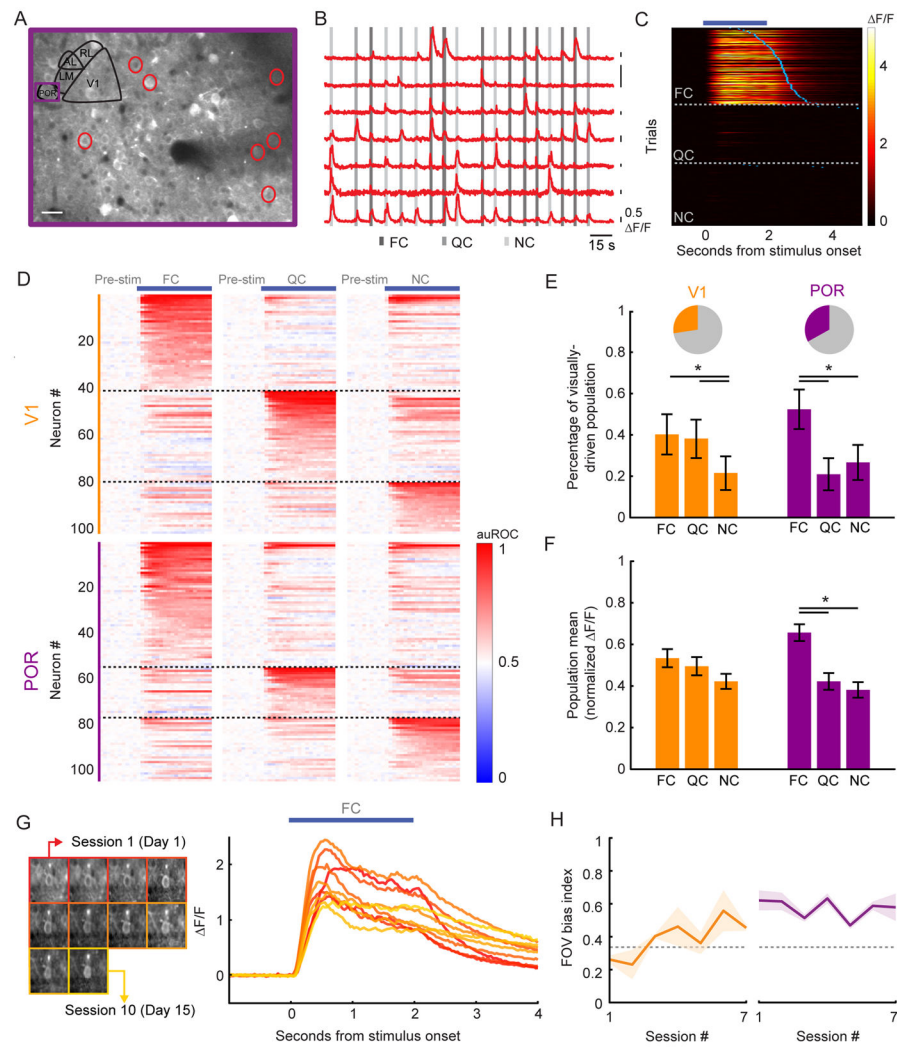 A
RL
AL
LM
V1
POR
B
0.5
ΔF/F
FC
QC
NC
15 s
C
ΔF/F
4
2
0
Trials
FC
QC
NC
0
2
4
Seconds from stimulus onset
D
Pre-stim
FC
Pre-stim
QC
Pre-stim
NC
V1
Neuron #
20
40
60
80
100
POR
Neuron #
20
40
60
80
100
auROC
1
0.5
0
E
V1
POR
Percentage of visually-
driven population
1
0.8
0.6
0.4
0.2
0
*
*
FC
QC
NC
FC
QC
NC
F
Population mean
(normalized ΔF/F)
1
0.8
0.6
0.4
0.2
0
*
FC
QC
NC
FC
QC
NC
G
Session 1 (Day 1)
Session 10 (Day 15)
FC
ΔF/F
2
1
0
0
1
2
3
4
Seconds from stimulus onset
H
FOV bias index
1
0.8
0.6
0.4
0.2
0
1
7
1
7
Session #
Session #